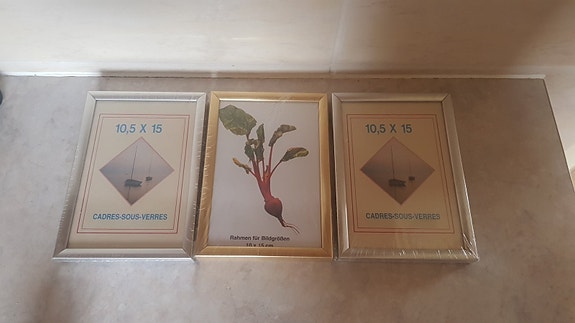 10,5 X 15
CADRES-SOUS-VERRES
Rahmen für Bildgrößen
10 x 15 cm
10,5 X 15
CADRES-SOUS-VERRES